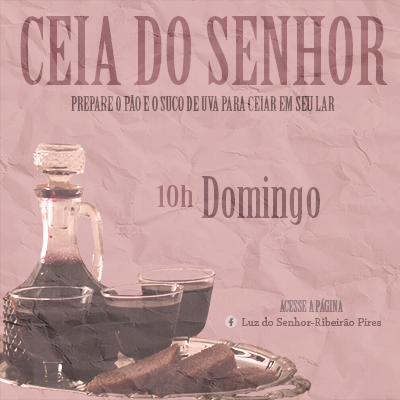 CEIA DO SENHOR
PREPARE O PÃO E O SUCO DE UVA PARA CEIAR EM SEU LAR
10h Domingo
ACESSE A PÁGINA
Luz do Senhor-Ribeirão Pires